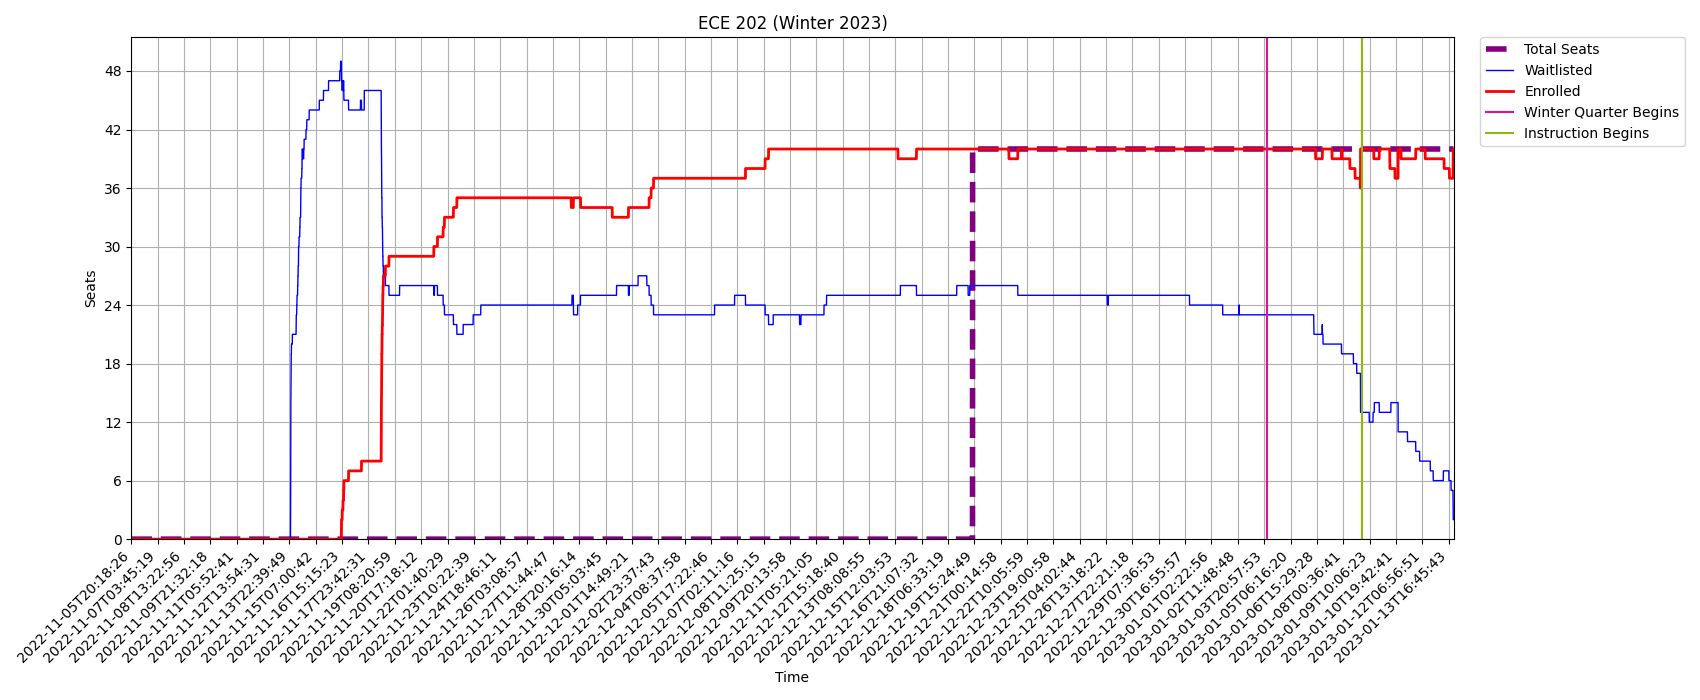 ECE 202 (Winter 2023)
Total Seats
Waitlisted
Enrolled
Winter Quarter Begins
Instruction Begins
Seats
48
42
36
30
24
18
12
6
0
2022-11-05T20:18:26
2022-11-07T03:45:19
2022-11-08T13:22:56
2022-11-09T21:32:18
2022-11-11T05:52:41
2022-11-12T13:54:31
2022-11-13T22:39:49
2022-11-15T07:00:42
2022-11-16T15:15:23
2022-11-17T23:42:31
2022-11-19T08:20:59
2022-11-20T17:18:12
2022-11-22T01:40:29
2022-11-23T10:22:39
2022-11-24T18:46:11
2022-11-26T03:08:57
2022-11-27T11:44:47
2022-11-28T20:16:14
2022-11-30T05:03:45
2022-12-01T14:49:21
2022-12-02T23:37:43
2022-12-04T08:37:58
2022-12-05T17:22:46
2022-12-07T02:11:16
2022-12-08T11:25:15
2022-12-09T20:13:58
2022-12-11T05:21:05
2022-12-12T15:18:40
2022-12-13T08:08:55
2022-12-15T12:03:53
2022-12-16T21:07:32
2022-12-18T06:33:19
2022-12-19T15:24:49
2022-12-21T00:14:58
2022-12-22T10:05:59
2022-12-23T19:00:58
2022-12-25T04:02:44
2022-12-26T13:18:22
2022-12-27T22:21:18
2022-12-29T07:36:53
2022-12-30T16:55:57
2023-01-01T02:22:56
2023-01-02T11:48:48
2023-01-03T20:57:53
2023-01-05T06:16:20
2023-01-06T15:29:28
2023-01-08T00:36:41
2023-01-09T10:06:23
2023-01-10T19:42:41
2023-01-12T06:56:51
2023-01-13T16:45:43
Time